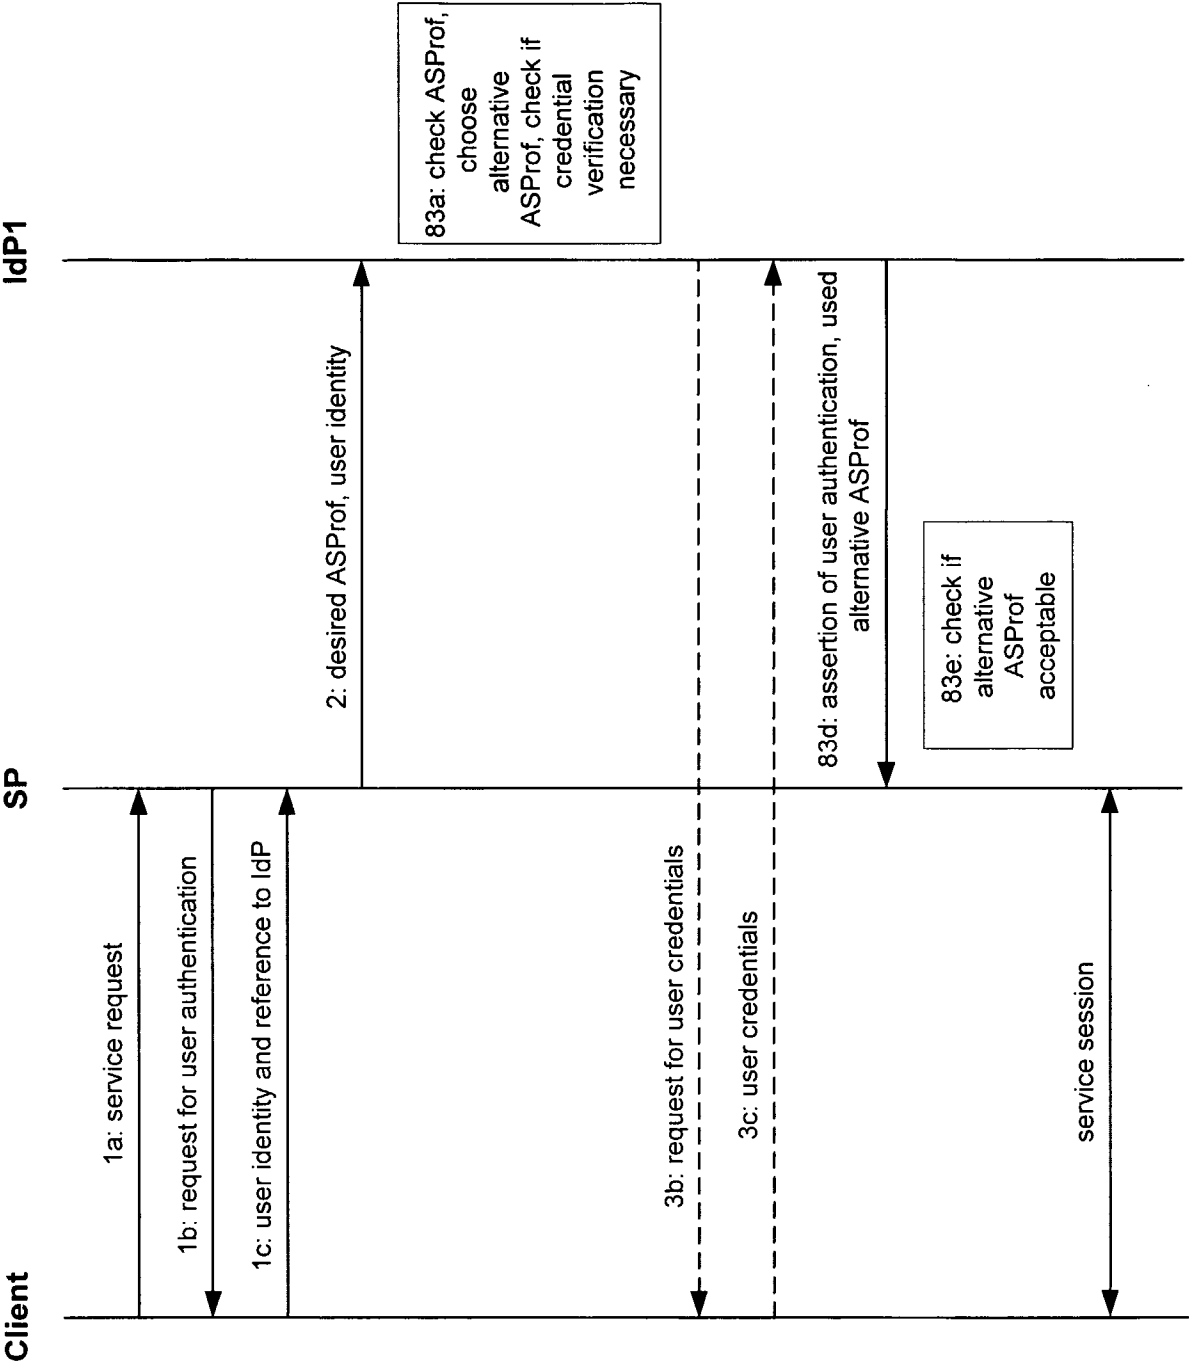 Client
SP
IdP1
1a: service request
1b: request for user authentication
1c: user identity and reference to IdP
2: desired ASProf, user identity
83a: check ASProf,
choose
alternative
ASProf, check if
credential
verification
necessary
3b: request for user credentials
3c: user credentials
83d: assertion of user authentication, used
alternative ASProf
83e: check if
alternative
ASProf
acceptable
service session